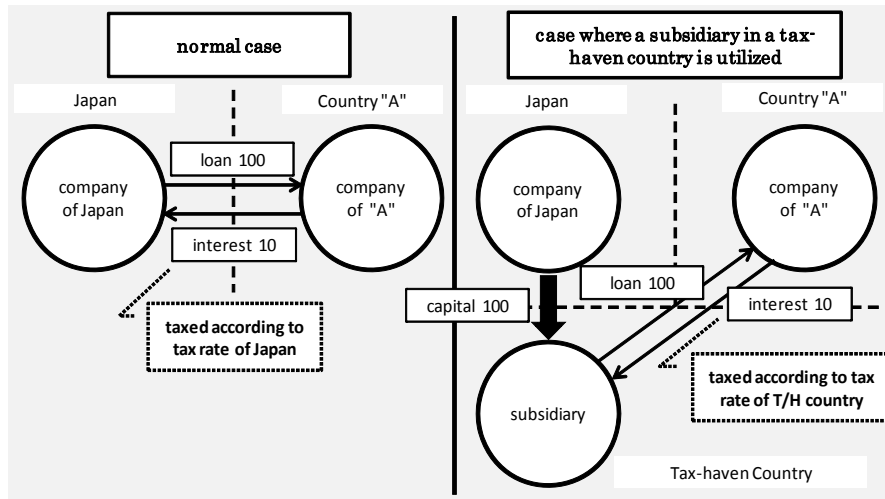 normal case
Japan
Country "A"
company
of Japan
loan 100
company
of "A"
interest 10
taxed according to
tax rate of Japan
case where a subsidiary in a tax-
haven country is utilized
Japan
Country "A"
company
of Japan
company
of "A"
loan 100
capital 100
interest 10
taxed according to tax
rate of T/H country
subsidiary
Tax-haven Country